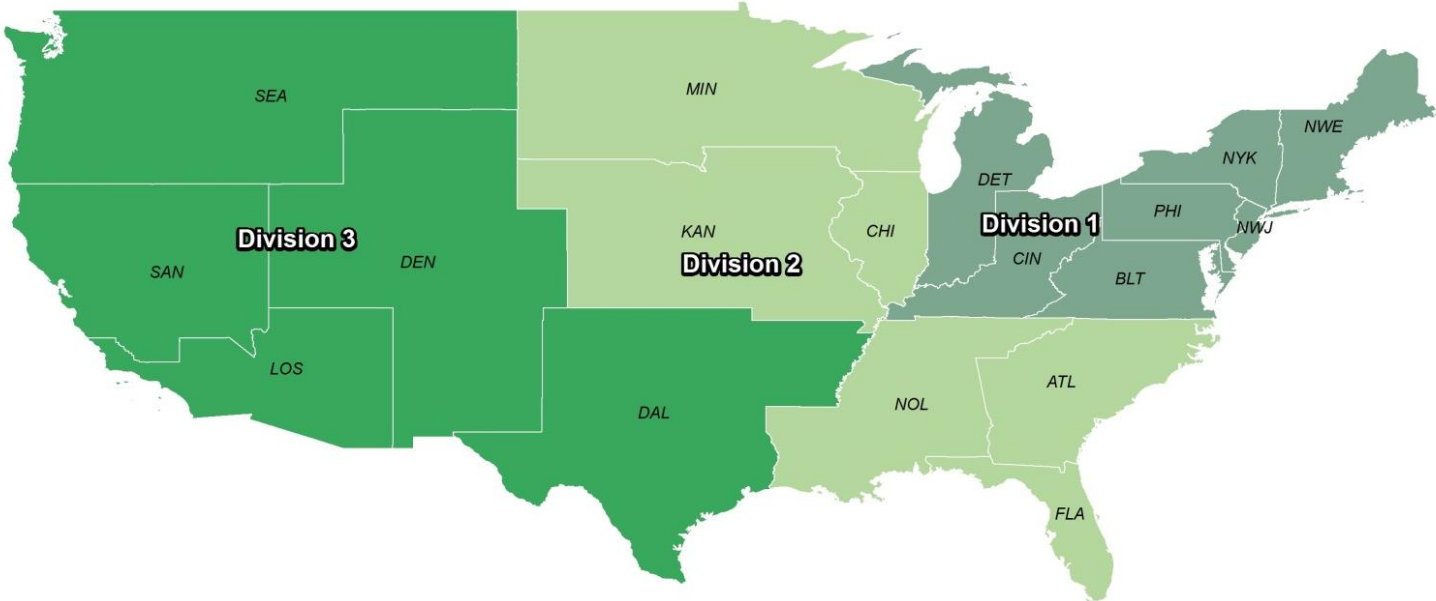 SEA
MIN
NWE
NYK
DET
PHI
NWJ
Division 1
KAN
CHI
Division 3
CIN
DEN
Division 2
SAN
BLT
LOS
ATL
NOL
DAL
FLA